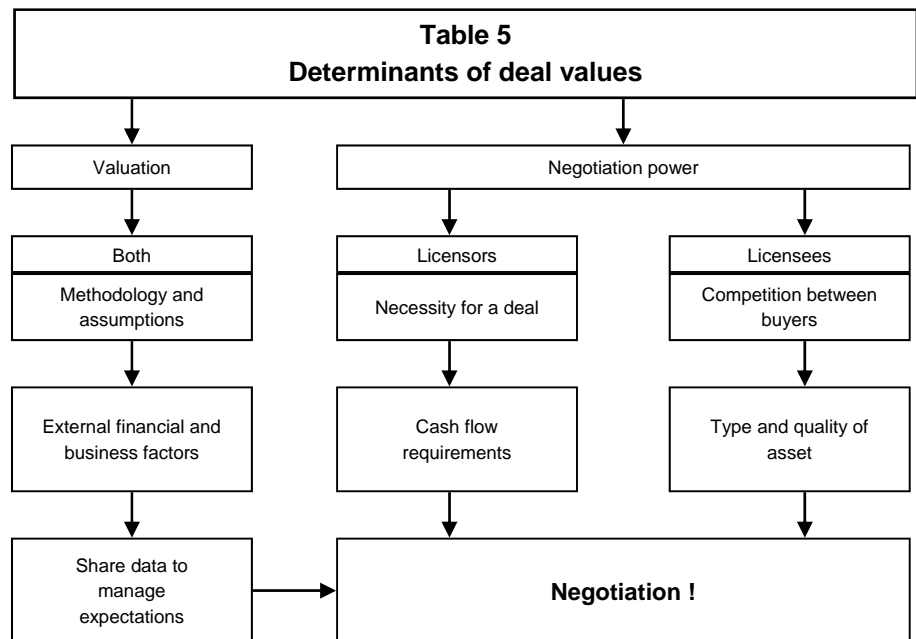 Table 5
Determinants of deal values
Valuation
Negotiation power
Both
Licensors
Licensees
Methodology and
assumptions
Necessity for a deal
Competition between
buyers
External financial and
business factors
Cash flow
requirements
Type and quality of
asset
Share data to
manage
expectations
Negotiation !